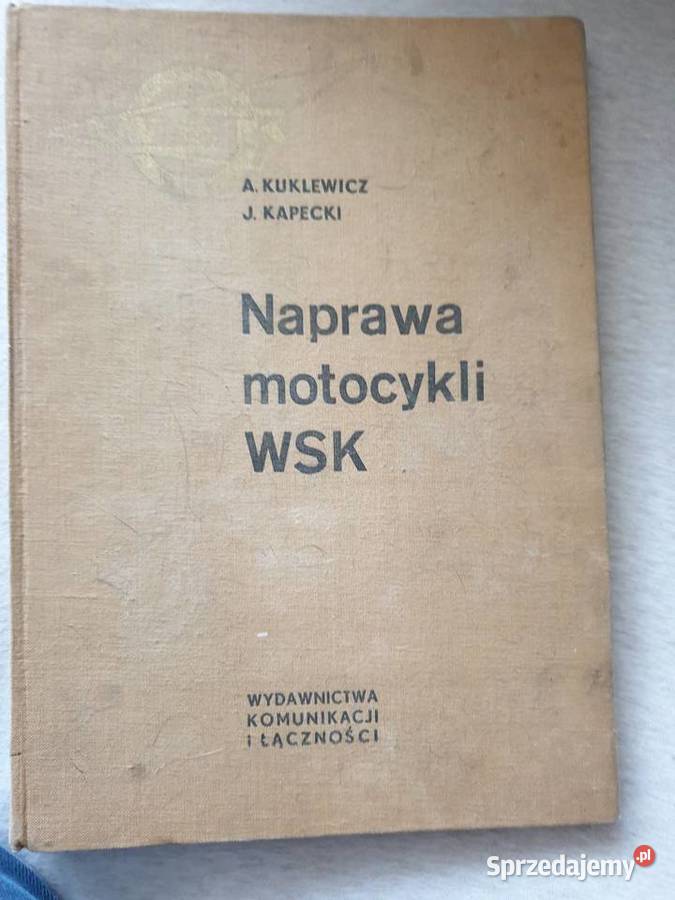 A. KUKLEWICZ
J. KAPECKI
Naprawa
motocykli
WSK
WYDAWNICTWA
KOMUNIKACJI
I ŁĄCZNOŚCI
Sprzedajemy.pl